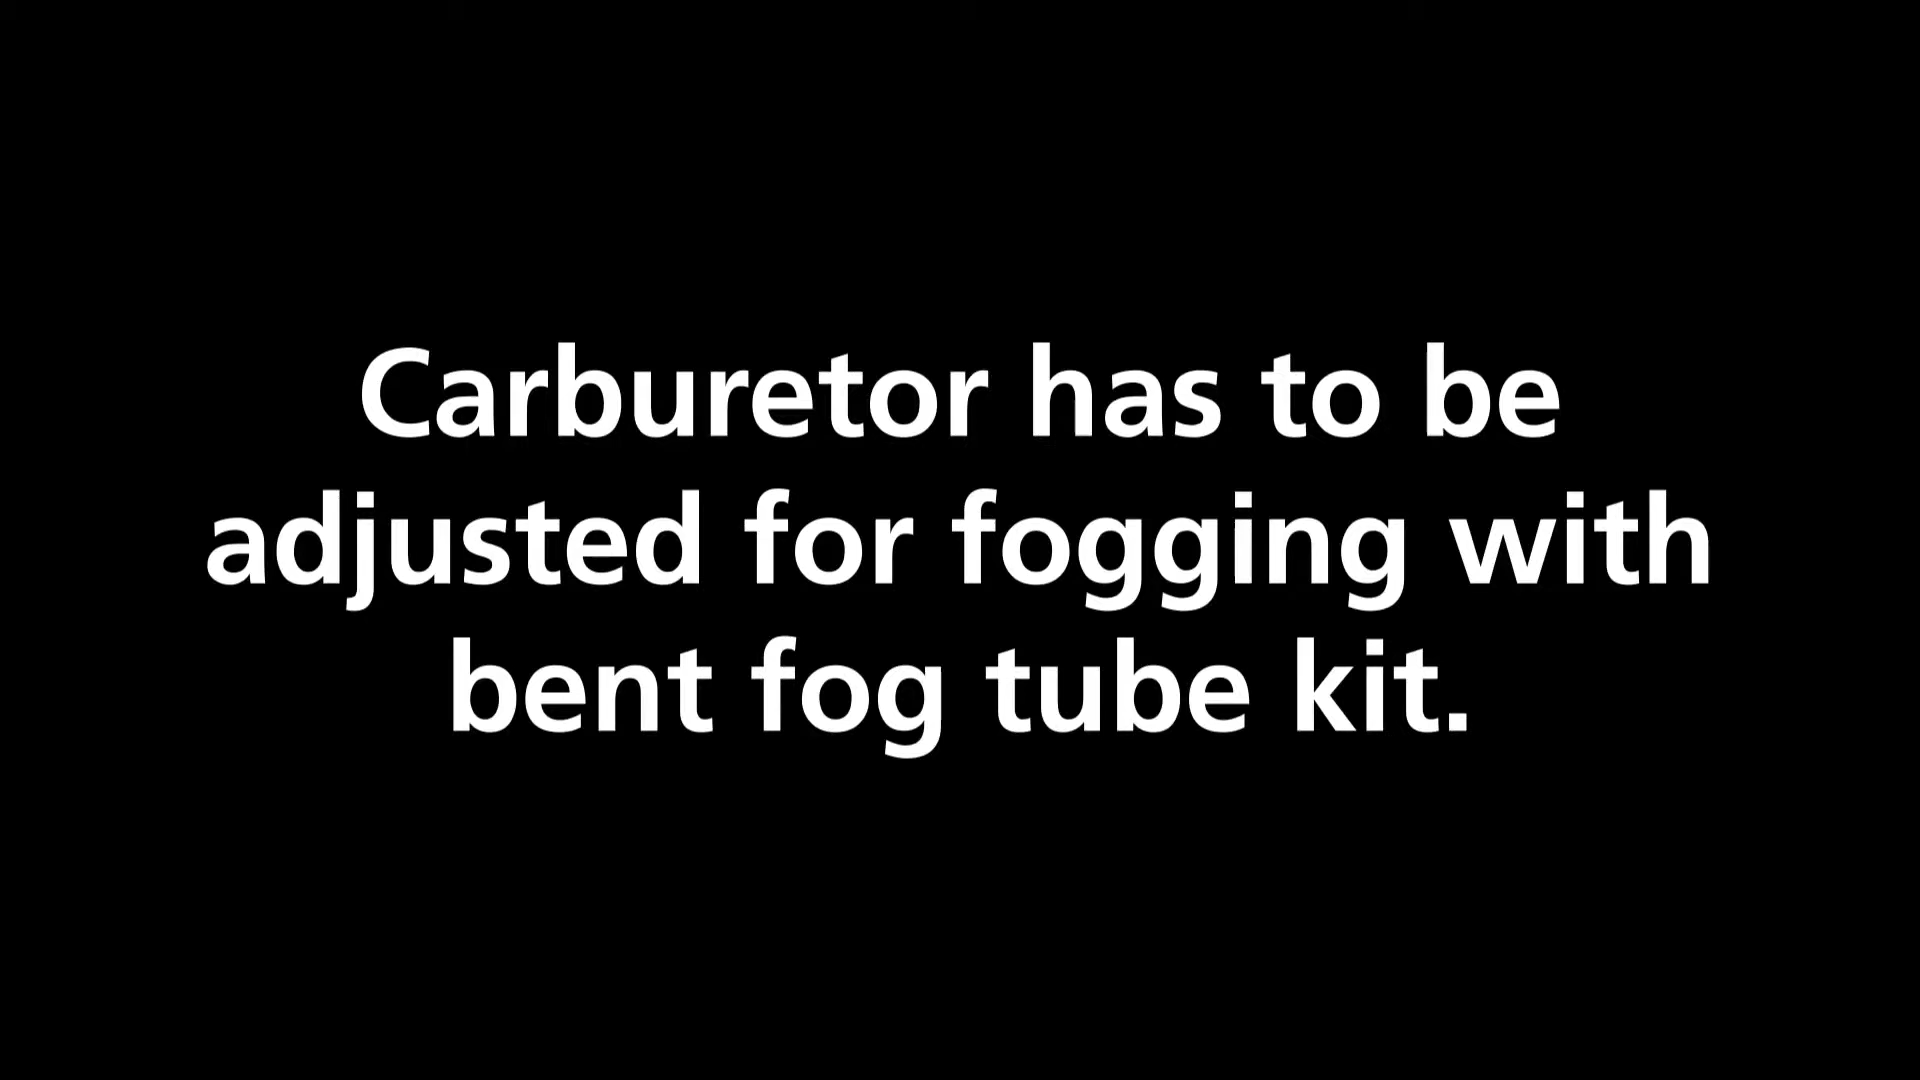 Carburetor has to be
adjusted for fogging with
bent fog tube kit.